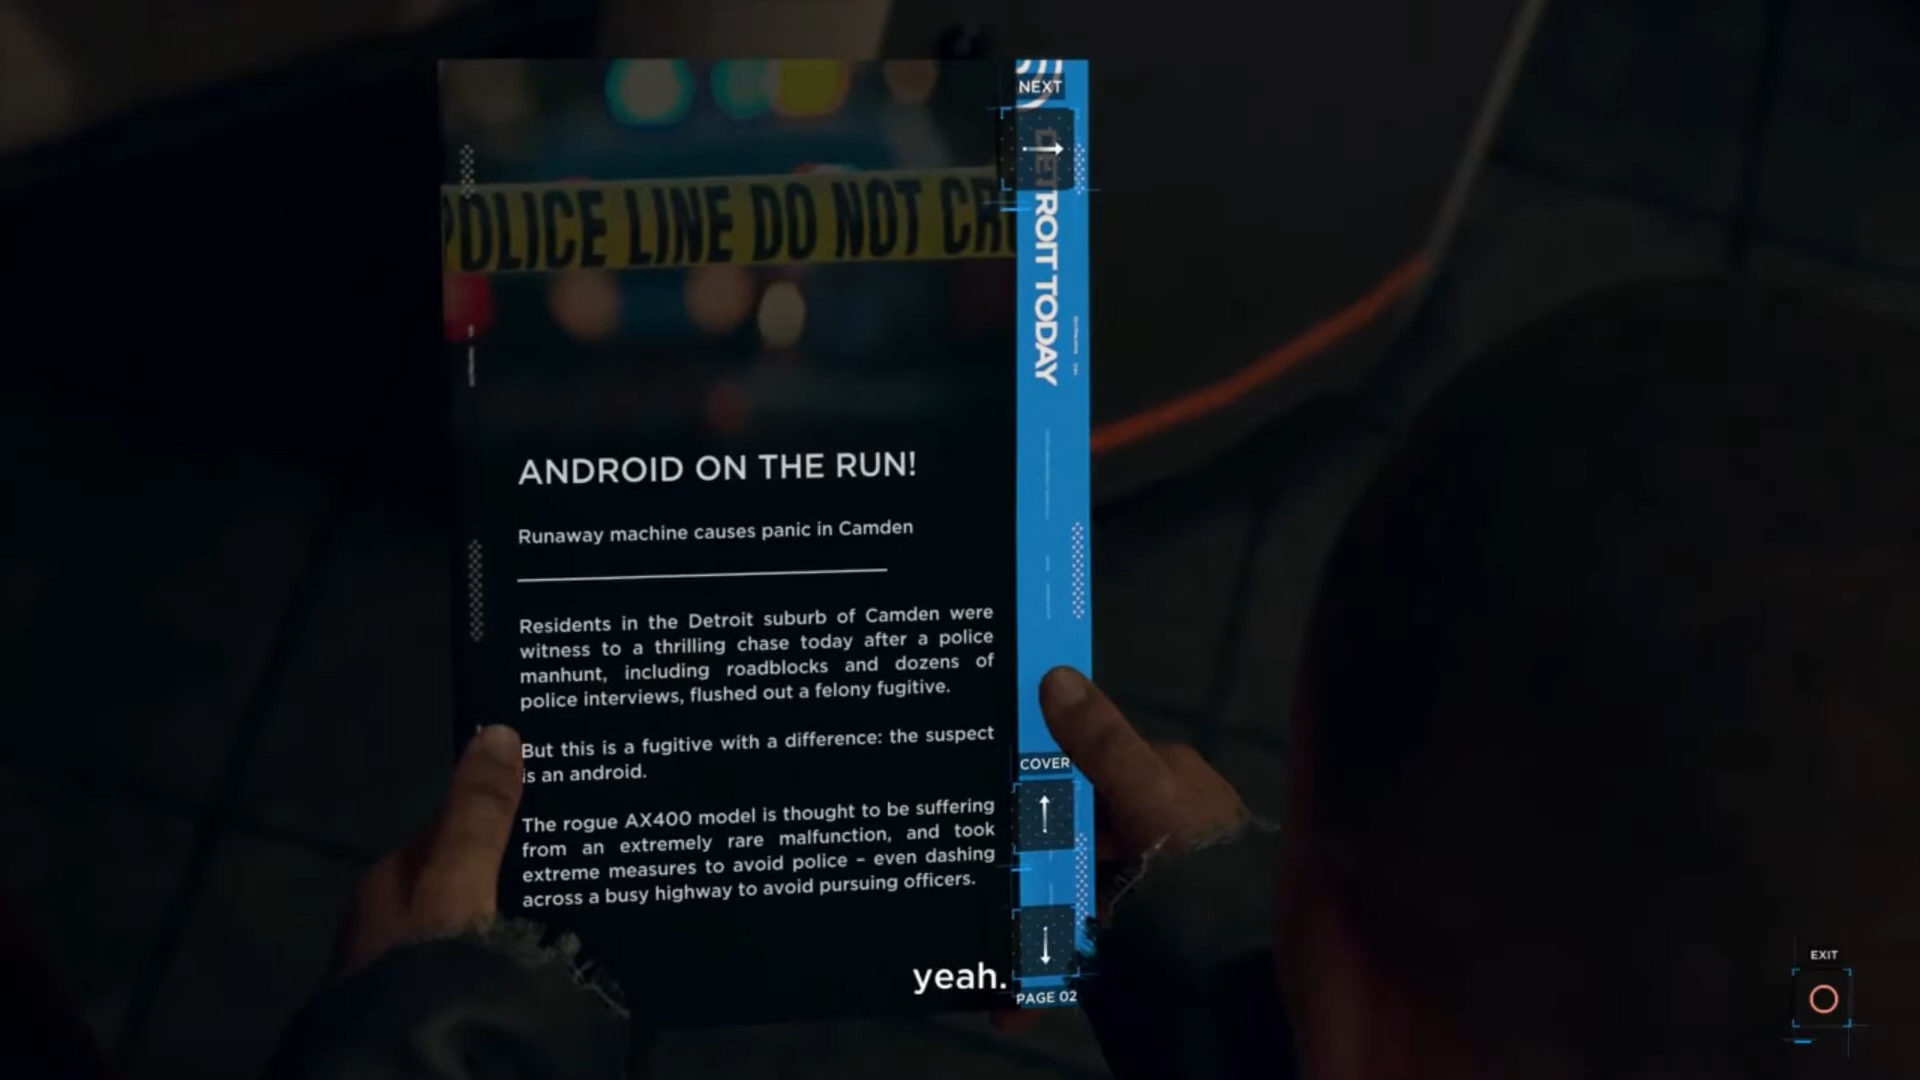 NEXT
DETROIT TODAY
POLICE LINE DO NOT CR
ANDROID ON THE RUN!
Runaway machine causes panic in Camden
Residents in the Detroit suburb of Camden were
witness to a thrilling chase today after a police
manhunt, including roadblocks and dozens of
police interviews, flushed out a felony fugitive.
But this is a fugitive with a difference: the suspect
is an android.
The rogue AX400 model is thought to be suffering
from an extremely rare malfunction, and took
extreme measures to avoid police – even dashing
across a busy highway to avoid pursuing officers.
COVER
PAGE 02
yeah.
EXIT